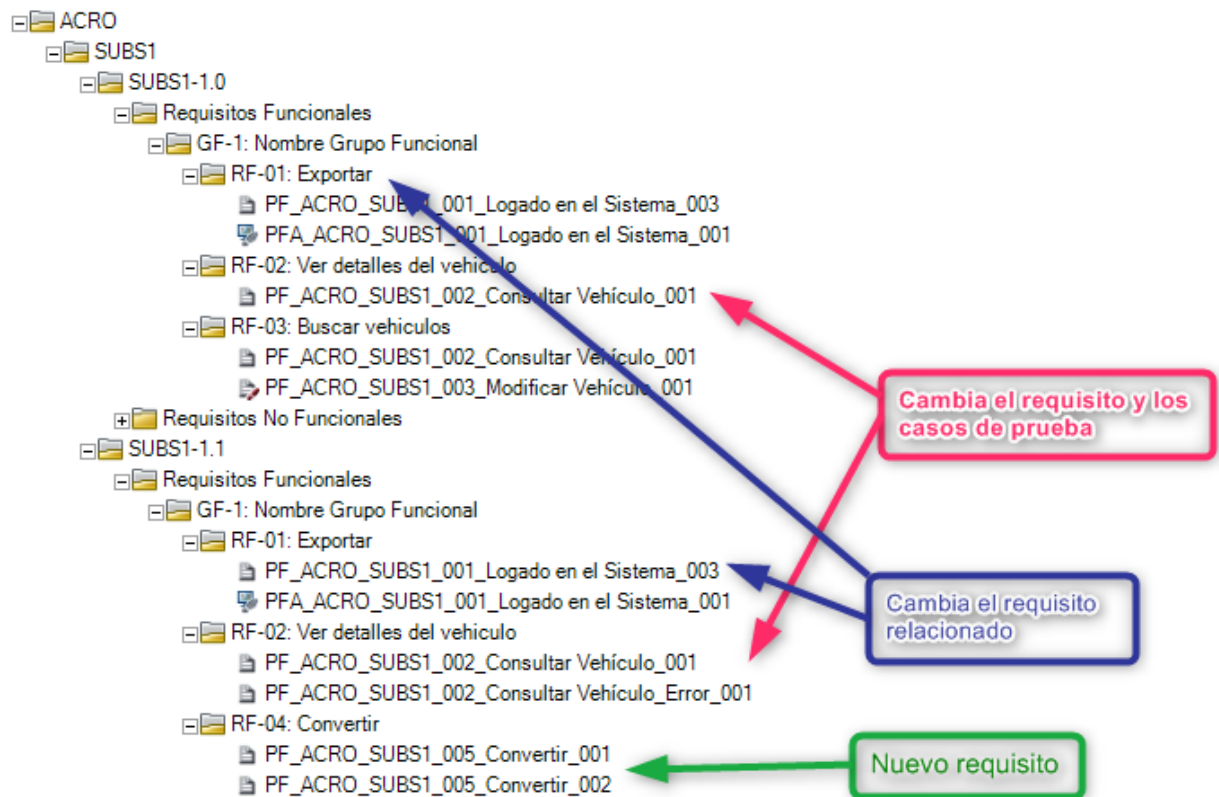 ACRO
SUBS1
SUBS1-1.0
Requisitos Funcionales
GF-1: Nombre Grupo Funcional
RF-01: Exportar
PF_ACRO_SUBS1_001_Logado en el Sistema_003
PFA_ACRO_SUBS1_001_Logado en el Sistema_001
RF-02: Ver detalles del vehiculo
PF_ACRO_SUBS1_002_Consultar Vehículo_001
RF-03: Buscar vehiculos
PF_ACRO_SUBS1_002_Consultar Vehículo_001
PF_ACRO_SUBS1_003_Modificar Vehículo_001
Cambia el requisito y los
casos de prueba
Requisitos No Funcionales
SUBS1-1.1
Requisitos Funcionales
GF-1: Nombre Grupo Funcional
RF-01: Exportar
PF_ACRO_SUBS1_001_Logado en el Sistema_003
PFA_ACRO_SUBS1_001_Logado en el Sistema_001
Cambia el requisito
relacionado
RF-02: Ver detalles del vehiculo
PF_ACRO_SUBS1_002_Consultar Vehículo_001
PF_ACRO_SUBS1_002_Consultar Vehículo_Error_001
RF-04: Convertir
PF_ACRO_SUBS1_005_Convertir_001
PF_ACRO_SUBS1_005_Convertir_002
Nuevo requisito